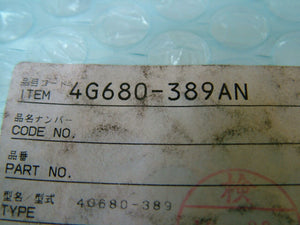 品目コード
ITEM 4G680-389AN
品名ナンバー
CODE NO.
品番
PART NO.
型名/型式
TYPE 4G680-389
検